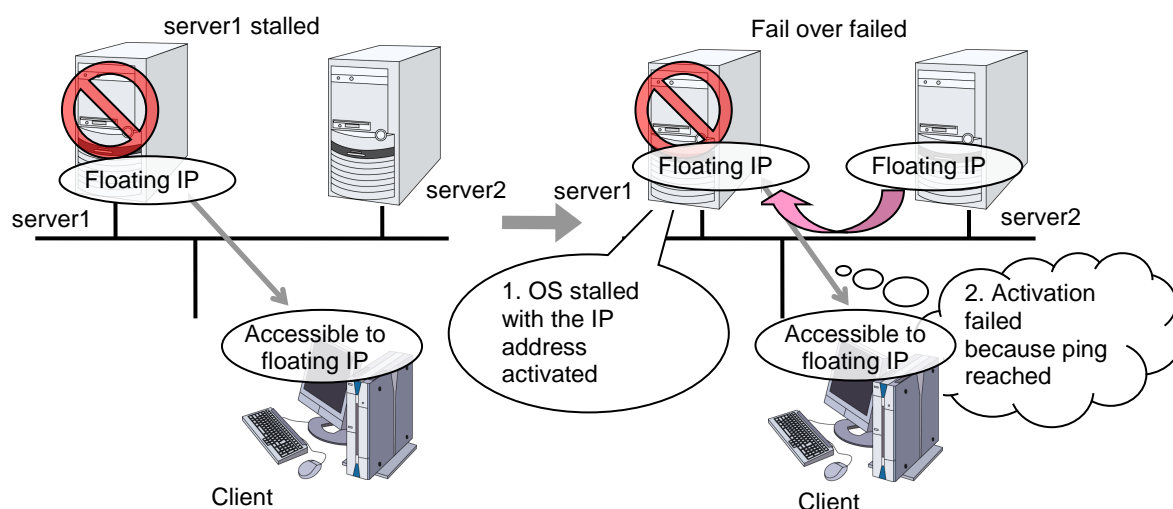 server1 stalled
Floating IP
server2
server1
Accessible to
floating IP
Client
Fail over failed
Floating IP
Floating IP
server1
server2
1. OS stalled
with the IP
address
activated
2. Activation
failed
because ping
reached
Accessible to
floating IP
Client